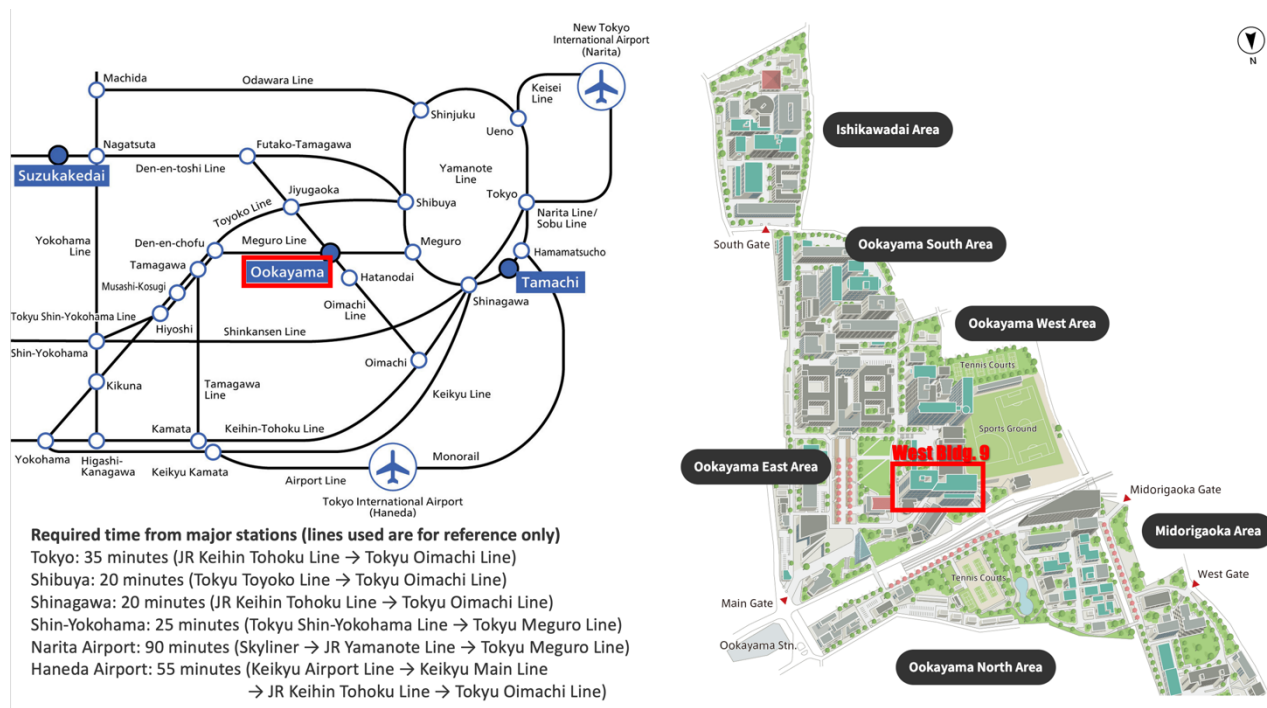 New Tokyo
International Airport
(Narita)
Machida
Odawara Line
Keisei
Line
Shinjuku
Ueno
Nagatsuta
Futako-Tamagawa
Suzukakedai
Den-en-toshi Line
Yamanote
Line
Jiyugaoka
Tokyo
Toyoko Line
Shibuya
Narita Line/
Sobu Line
Yokohama
Line
Den-en-chofu
Meguro Line
Meguro
Hamamatsucho
Tamagawa
Ookayama
Hatanodai
Tamachi
Musashi-Kosugi
Oimachi
Line
Shinagawa
Tokyu Shin-Yokohama Line
Hiyoshi
Shinkansen Line
Shin-Yokohama
Oimachi
Kikuna
Tamagawa
Line
Keikyu Line
Kamata
Keihin-Tohoku Line
Yokohama
Higashi-
Kanagawa
Keikyu Kamata
Monorail
Airport Line
Tokyo International Airport
(Haneda)
Required time from major stations (lines used are for reference only)
Tokyo: 35 minutes (JR Keihin Tohoku Line → Tokyu Oimachi Line)
Shibuya: 20 minutes (Tokyu Toyoko Line → Tokyu Oimachi Line)
Shinagawa: 20 minutes (JR Keihin Tohoku Line → Tokyu Oimachi Line)
Shin-Yokohama: 25 minutes (Tokyu Shin-Yokohama Line → Tokyu Meguro Line)
Narita Airport: 90 minutes (Skyliner → JR Yamanote Line → Tokyu Meguro Line)
Haneda Airport: 55 minutes (Keikyu Airport Line → Keikyu Main Line
→ JR Keihin Tohoku Line → Tokyu Oimachi Line)
N
Ishikawadai Area
South Gate
Ookayama South Area
Ookayama West Area
Tennis Courts
Sports Ground
West Bldg. 9
Ookayama East Area
Midorigaoka Gate
Midorigaoka Area
Tennis Courts
West Gate
Main Gate
Ookayama Stn.
Ookayama North Area